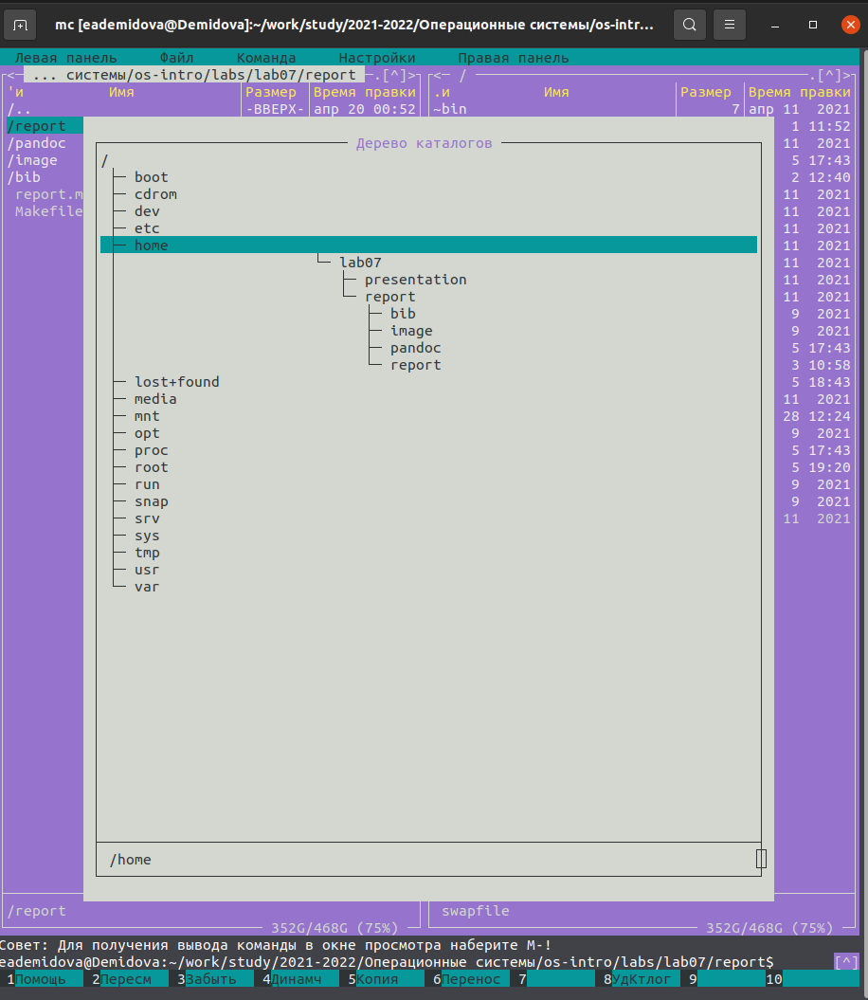 mc [eademidova@Demidova]:~/work/study/2021-2022/Операционные системы/os-intr...
Левая панель Файл Команда Настройки Правая панель
<─ ... системы/os-intro/labs/lab07/report ─.[^]> <─ / ─.[^]>
'и Имя Размер Время правки .и Имя Размер Время правки
/.. -ВВЕРХ- апр 20 00:52 ~bin 7 апр 11 2021
/report 1 11:52
/pandoc Дерево каталогов 11 2021
/image / 5 17:43
/bib boot 2 12:40
report.m cdrom 11 2021
Makefile dev 11 2021
etc 11 2021
home 11 2021
lab07 11 2021
presentation 11 2021
report 11 2021
bib 9 2021
image 9 2021
pandoc 5 17:43
report 3 10:58
lost+found 5 18:43
media 11 2021
mnt 28 12:24
opt 9 2021
proc 5 17:43
root 5 19:20
run 9 2021
snap 9 2021
srv 11 2021
sys
tmp
usr
var
/home
/report swapfile
352G/468G (75%) 352G/468G (75%)
Совет: Для получения вывода команды в окне просмотра наберите M-!
eademidova@Demidova:~/work/study/2021-2022/Операционные системы/os-intro/labs/lab07/report$ [^]
1Помощь 2Пересм 3Забыть 4Динамч 5Копия 6Перенос 7 8УдКтлог 9 10